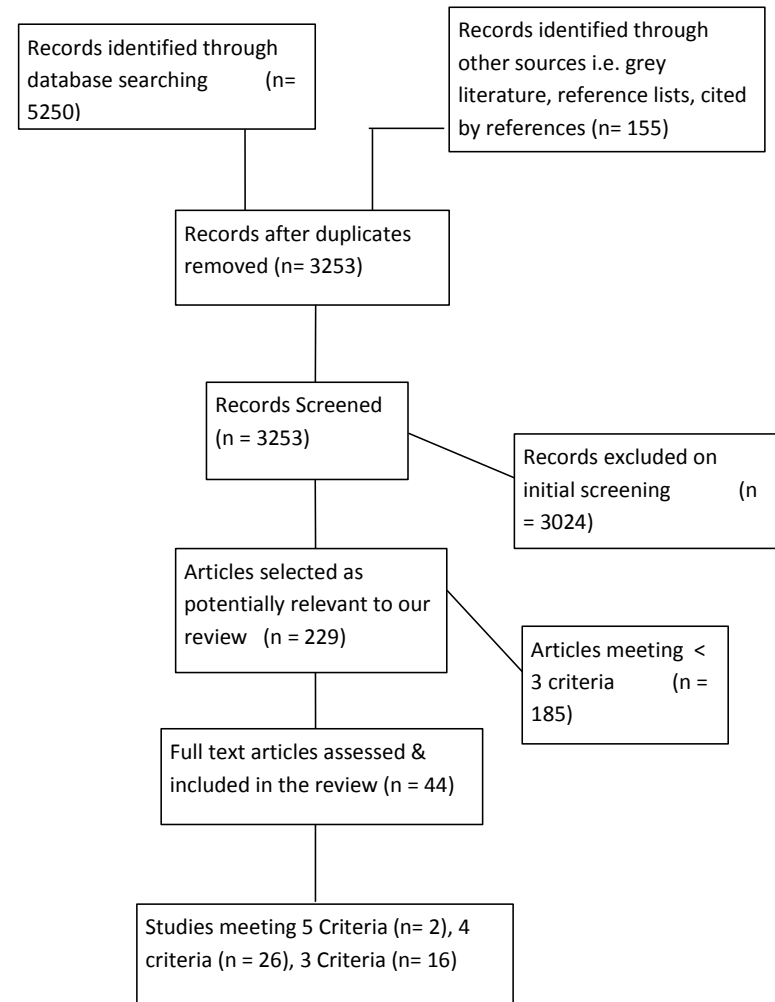 Records identified through
database searching (n=
5250)
Records identified through
other sources i.e. grey
literature, reference lists, cited
by references (n= 155)
Records after duplicates
removed (n= 3253)
Records Screened
(n = 3253)
Records excluded on
initial screening (n
= 3024)
Articles selected as
potentially relevant to our
review (n = 229)
Articles meeting <
3 criteria (n =
185)
Full text articles assessed &
included in the review (n = 44)
Studies meeting 5 Criteria (n= 2), 4
criteria (n = 26), 3 Criteria (n= 16)